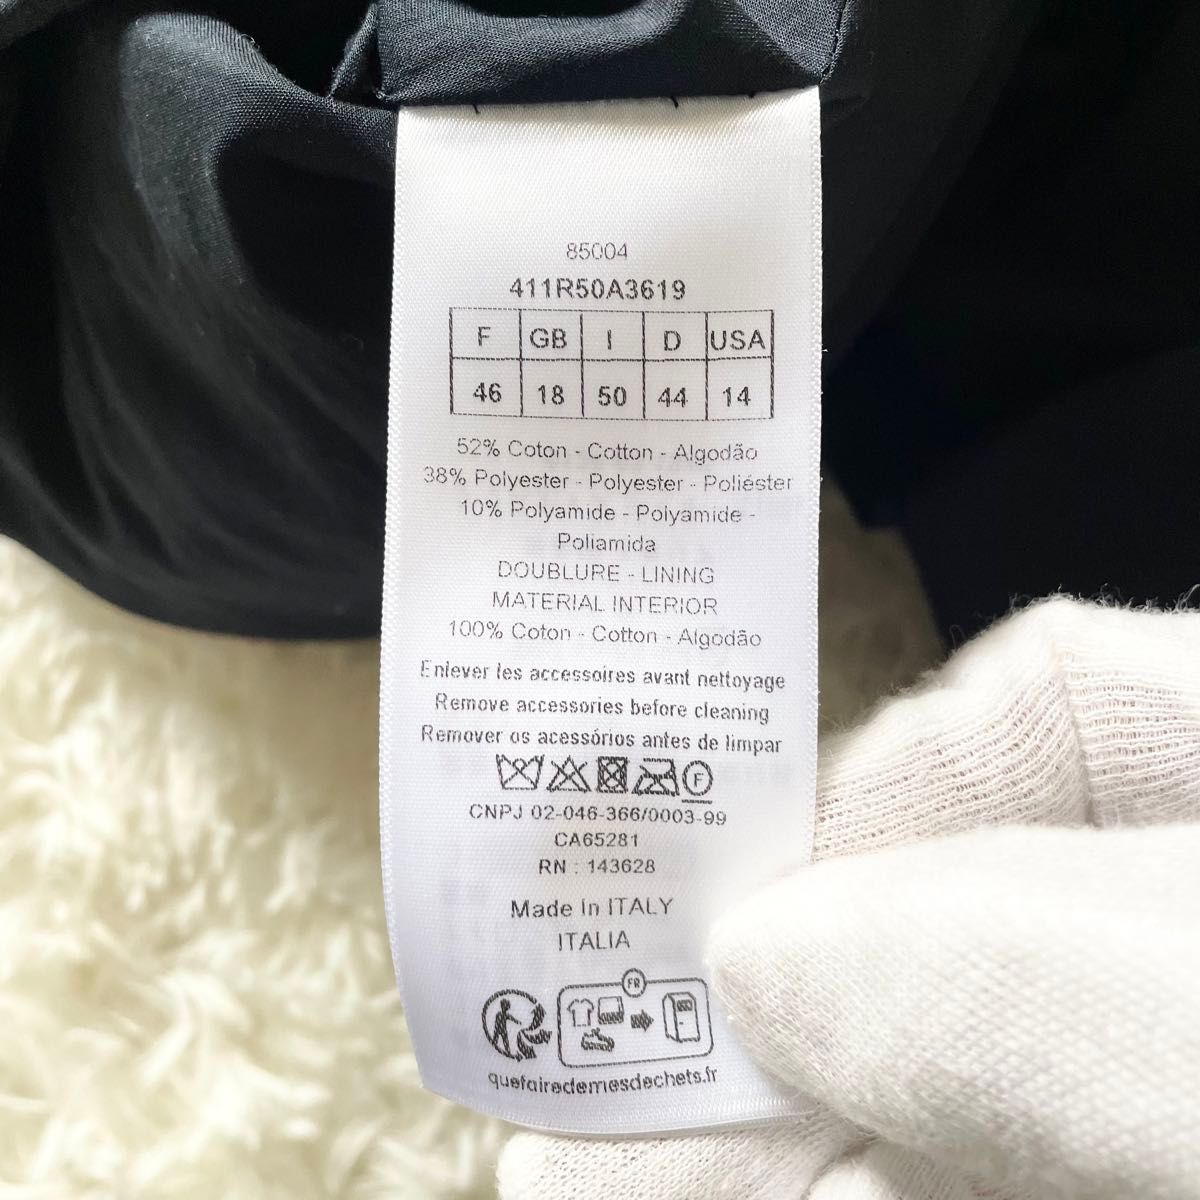 85004
411R50A3619
F GB I D USA
46 18 50 44 14
52% Coton - Cotton - Algodão
38% Polyester - Polyester - Poliéster
10% Polyamide - Polyamide -
Poliamida
DOUBLURE - LINING
MATERIAL INTERIOR
100% Coton - Cotton - Algodão
Enlever les accessoires avant nettoyage
Remove accessories before cleaning
Remover os acessórios antes de limpar
F
CNPJ 02-046-366/0003-99
CA65281
RN : 143628
Made in ITALY
ITALIA
FR
quefairedemesdechets.fr